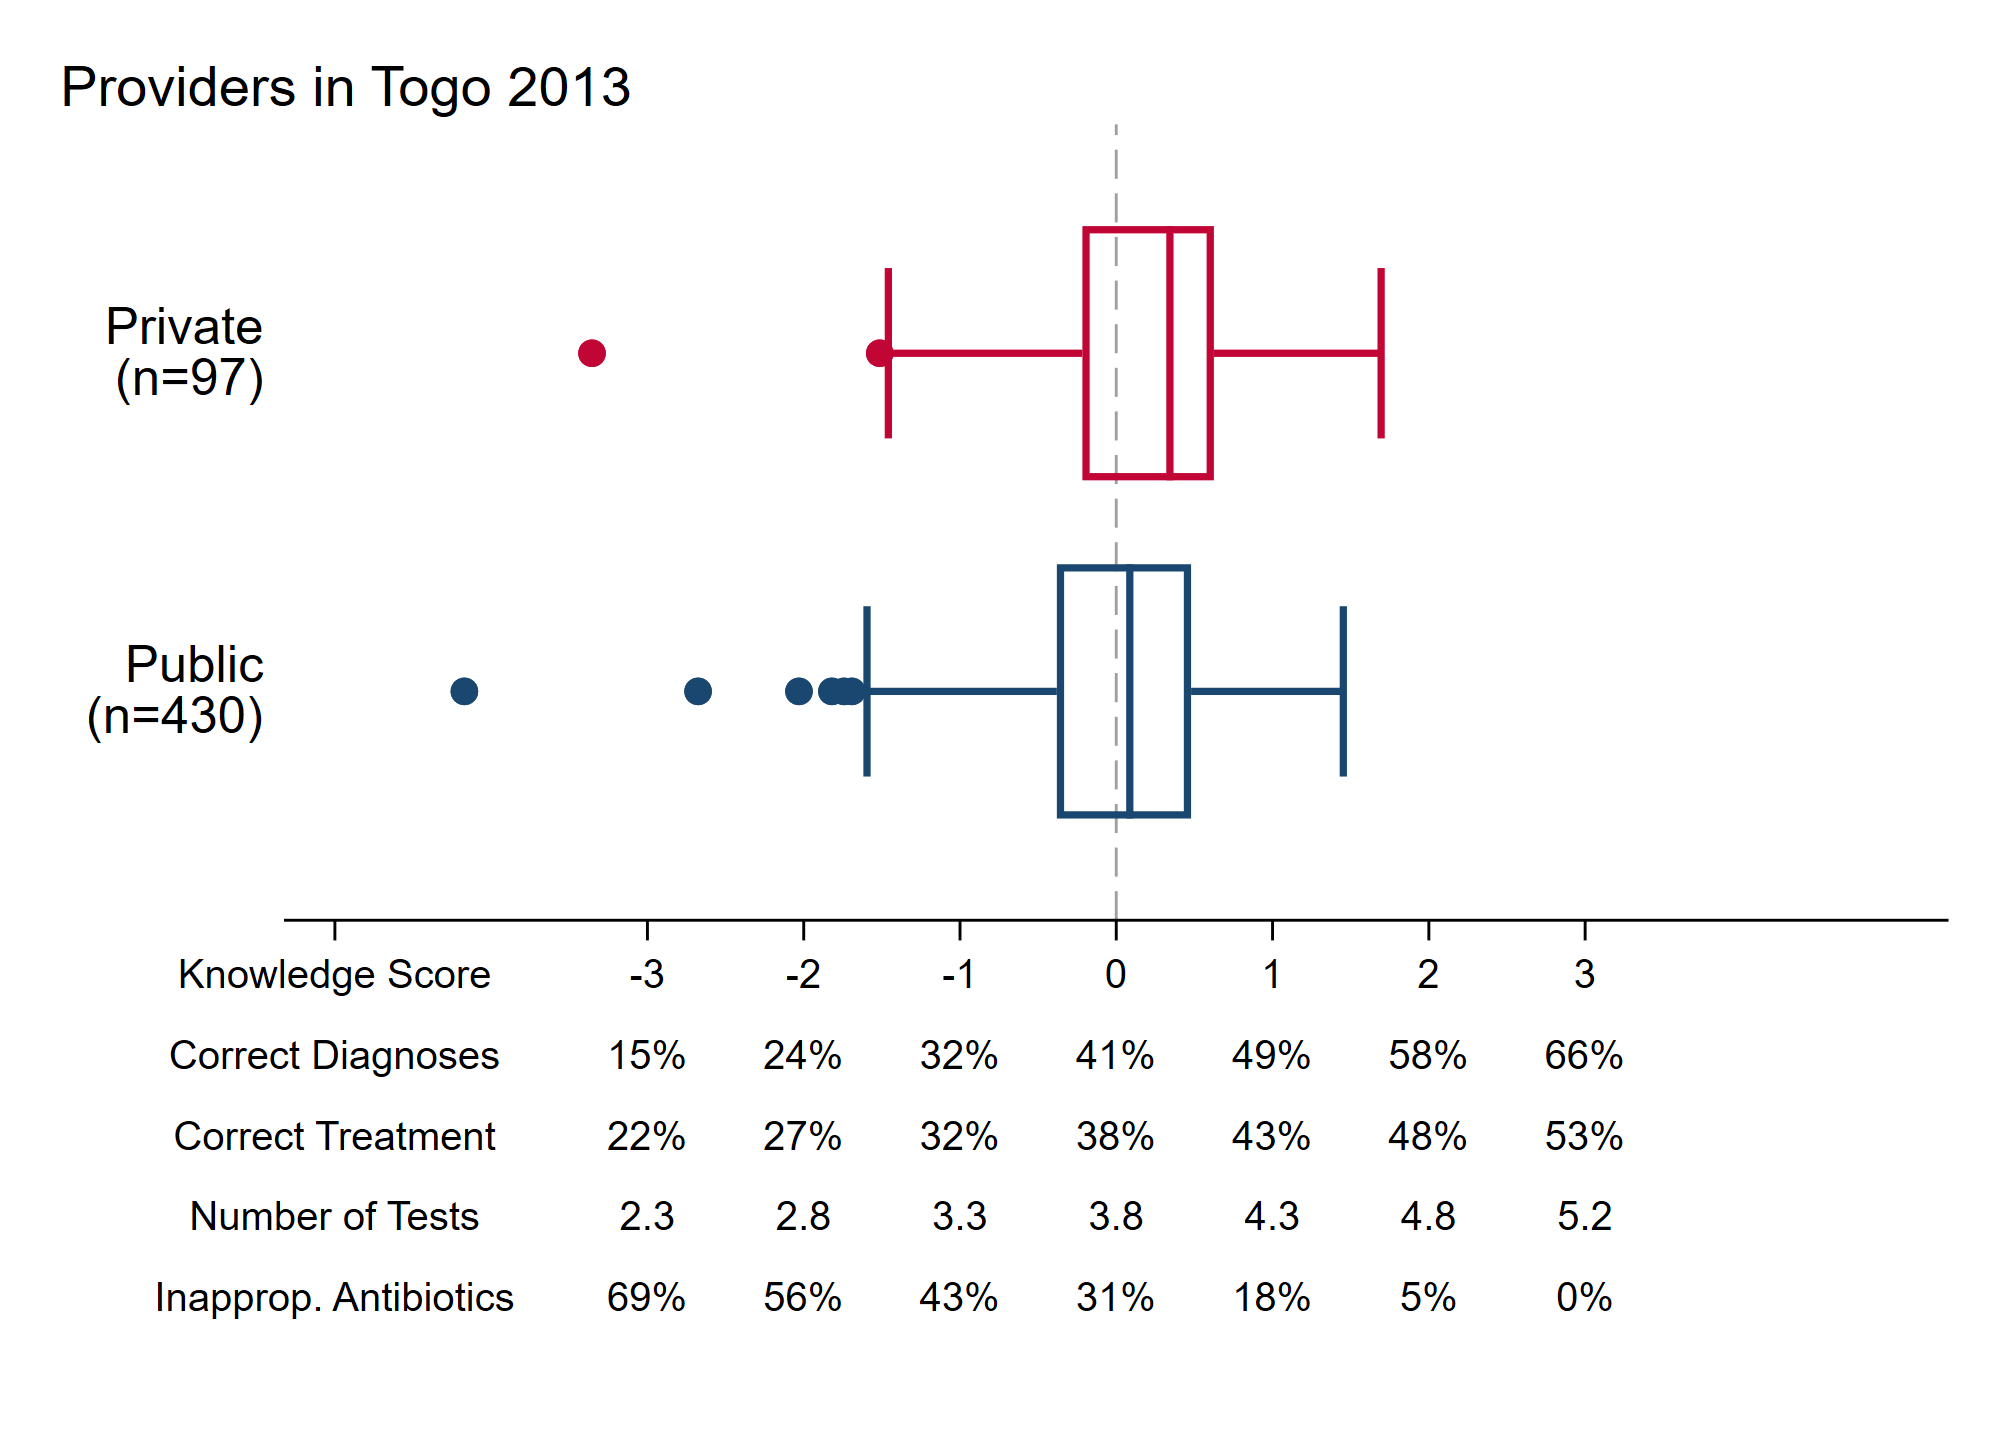 Providers in Togo 2013
Private
(n=97)
Public
(n=430)
Knowledge Score -3 -2 -1 0 1 2 3
Correct Diagnoses 15% 24% 32% 41% 49% 58% 66%
Correct Treatment 22% 27% 32% 38% 43% 48% 53%
Number of Tests 2.3 2.8 3.3 3.8 4.3 4.8 5.2
Inapprop. Antibiotics 69% 56% 43% 31% 18% 5% 0%